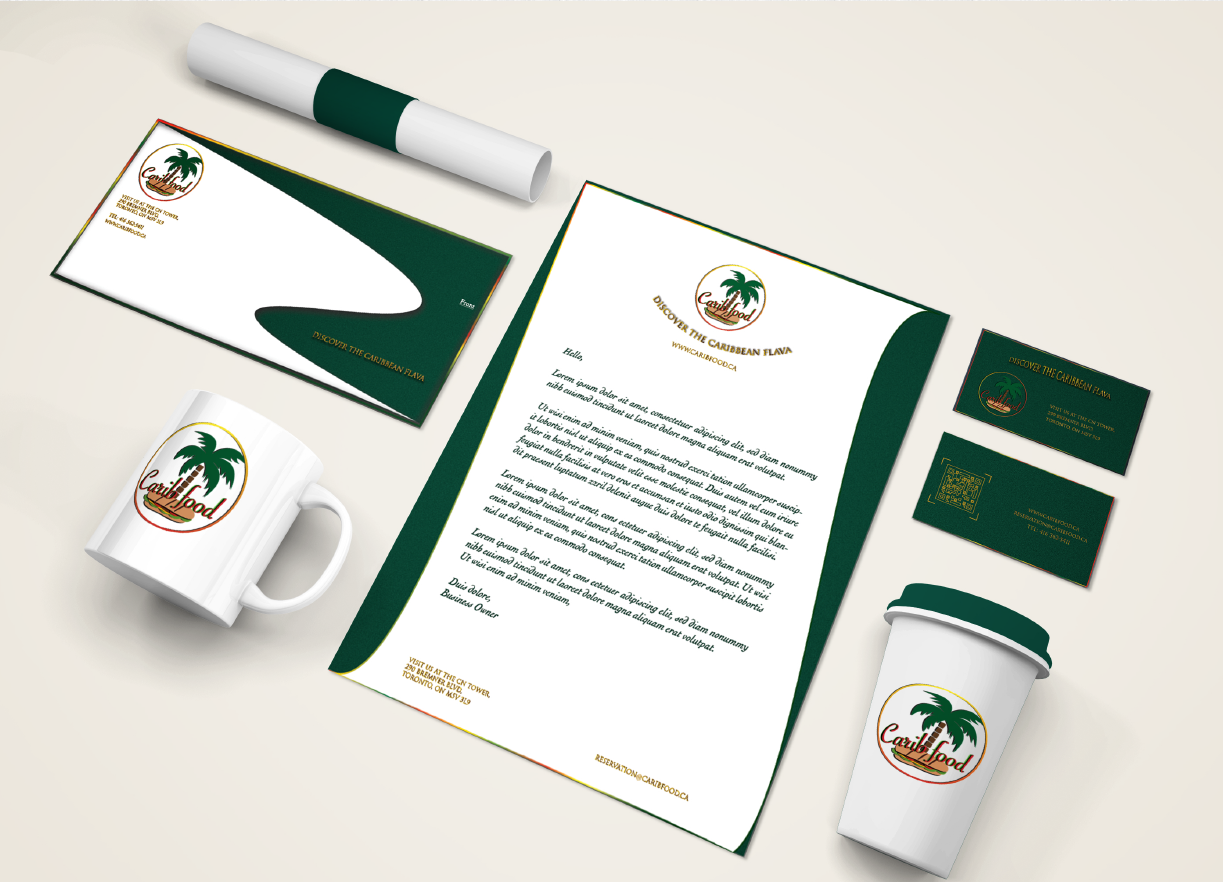 Caribfood
VISIT US AT THE CN TOWER,
290 BREMNER BLVD,
TORONTO, ON M5V 3L9
WWW.CARIBFOOD.CA
Front
DISCOVER THE CARIBBEAN FLAVA
Caribfood
DISCOVER THE CARIBBEAN FLAVA
WWW.CARIBFOOD.CA
Hello,
Lorem ipsum dolor sit amet, consectetuer adipiscing elit, sed diam nonummy
nibh euismod tincidunt ut laoreet dolore magna aliquam erat volutpat.
Ut wisi enim ad minim veniam, quis nostrud exerci tation ullamcorper suscip-
it lobortis nisl ut aliquip ex ea commodo consequat. Duis autem vel eum iriure
dolor in hendrerit in vulputate velit esse molestie consequat, vel illum dolore eu
feugiat nulla facilisis at vero eros et accumsan et iusto odio dignissim qui blan-
dit praesent luptatum zzril delenit augue duis dolore te feugait nulla facilisi.
Lorem ipsum dolor sit amet, cons ectetuer adipiscing elit, sed diam nonummy
nibh euismod tincidunt ut laoreet dolore magna aliquam erat volutpat. Ut wisi
enim ad minim veniam, quis nostrud exerci tation ullamcorper suscipit lobortis
nisl ut aliquip ex ea commodo consequat.
Lorem ipsum dolor sit amet, cons ectetuer adipiscing elit, sed diam nonummy
nibh euismod tincidunt ut laoreet dolore magna aliquam erat volutpat.
Ut wisi enim ad minim veniam,
Duis dolore,
Business Owner
VISIT US AT THE CN TOWER,
290 BREMNER BLVD,
TORONTO, ON M5V 3L9
RESERVATION@CARIBFOOD.CA
DISCOVER THE CARIBBEAN FLAVA
VISIT US AT THE CN TOWER,
290 BREMNER BLVD,
TORONTO, ON M5V 3L9
WWW.CARIBFOOD.CA
RESERVATION@CARIBFOOD.CA
Caribfood
Caribfood